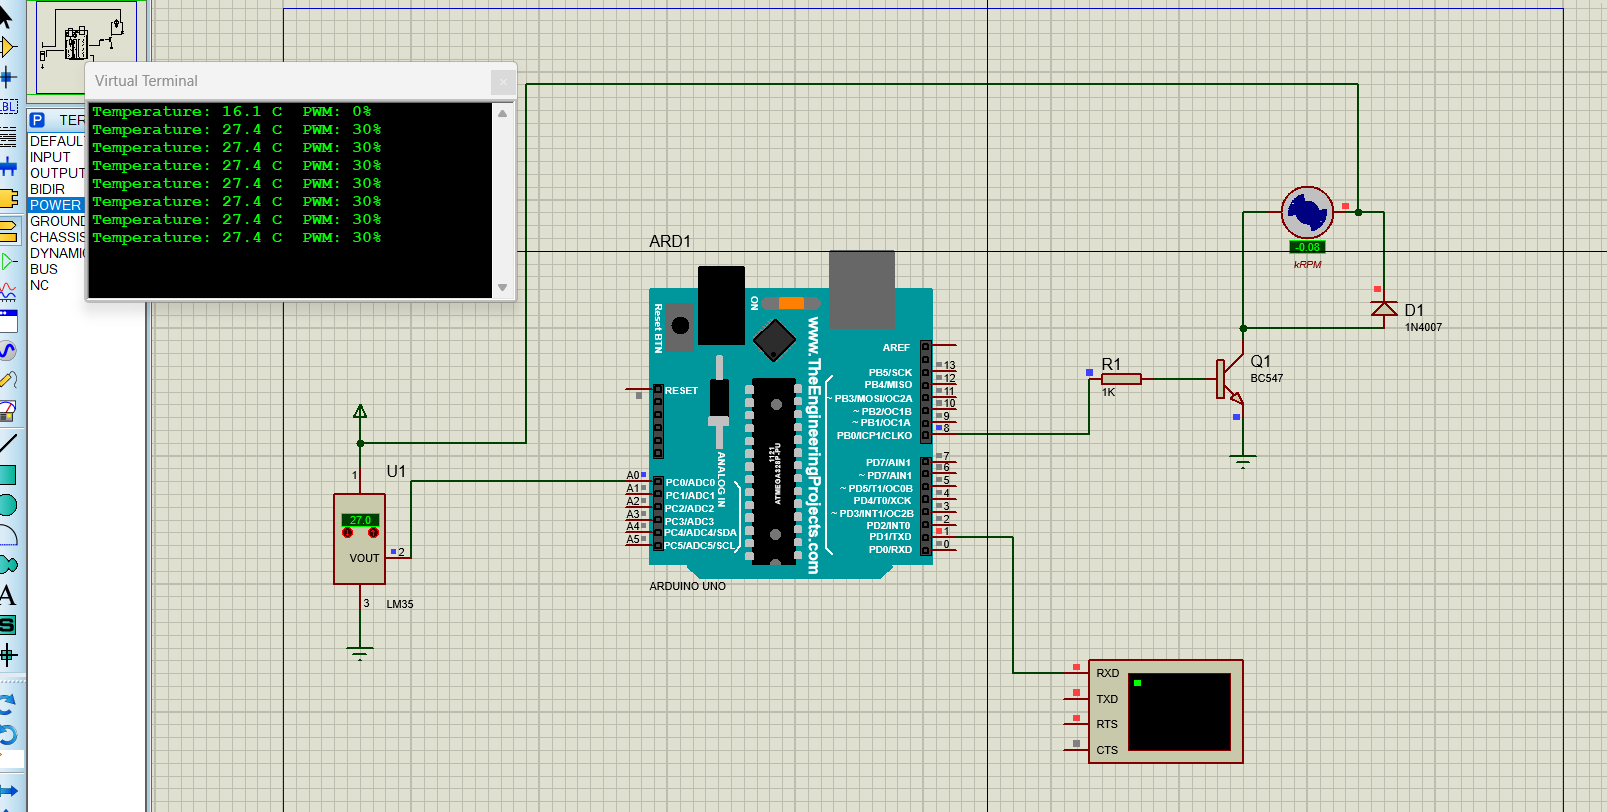 Virtual Terminal
Temperature: 16.1 C  PWM: 0%
Temperature: 27.4 C  PWM: 30%
Temperature: 27.4 C  PWM: 30%
Temperature: 27.4 C  PWM: 30%
Temperature: 27.4 C  PWM: 30%
Temperature: 27.4 C  PWM: 30%
Temperature: 27.4 C  PWM: 30%
Temperature: 27.4 C  PWM: 30%
LBL
P TER
DEFAUL
INPUT
OUTPUT
BIDIR
POWER
GROUND
CHASSIS
DYNAMIC
BUS
NC
A
S
ARD1
Reset BTN
ON
www.TheEngineeringProjects.com
ANALOG IN
1121
ATMEGA328P-PU
RESET
A0 PC0/ADC0
A1 PC1/ADC1
A2 PC2/ADC2
A3 PC3/ADC3
A4 PC4/ADC4/SDA
A5 PC5/ADC5/SCL
AREF
PB5/SCK 13
PB4/MISO 12
~ PB3/MOSI/OC2A 11
~ PB2/OC1B 10
~ PB1/OC1A 9
PB0/ICP1/CLKO 8
PD7/AIN1 7
~ PD7/AIN1 6
~ PD5/T1/OC0B 5
PD4/T0/XCK 4
~ PD3/INT1/OC2B 3
PD2/INT0 2
PD1/TXD 1
PD0/RXD 0
ARDUINO UNO
U1
1
27.0
VOUT 2
3
LM35
R1
1K
Q1
BC547
-0.08
kRPM
D1
1N4007
RXD
TXD
RTS
CTS